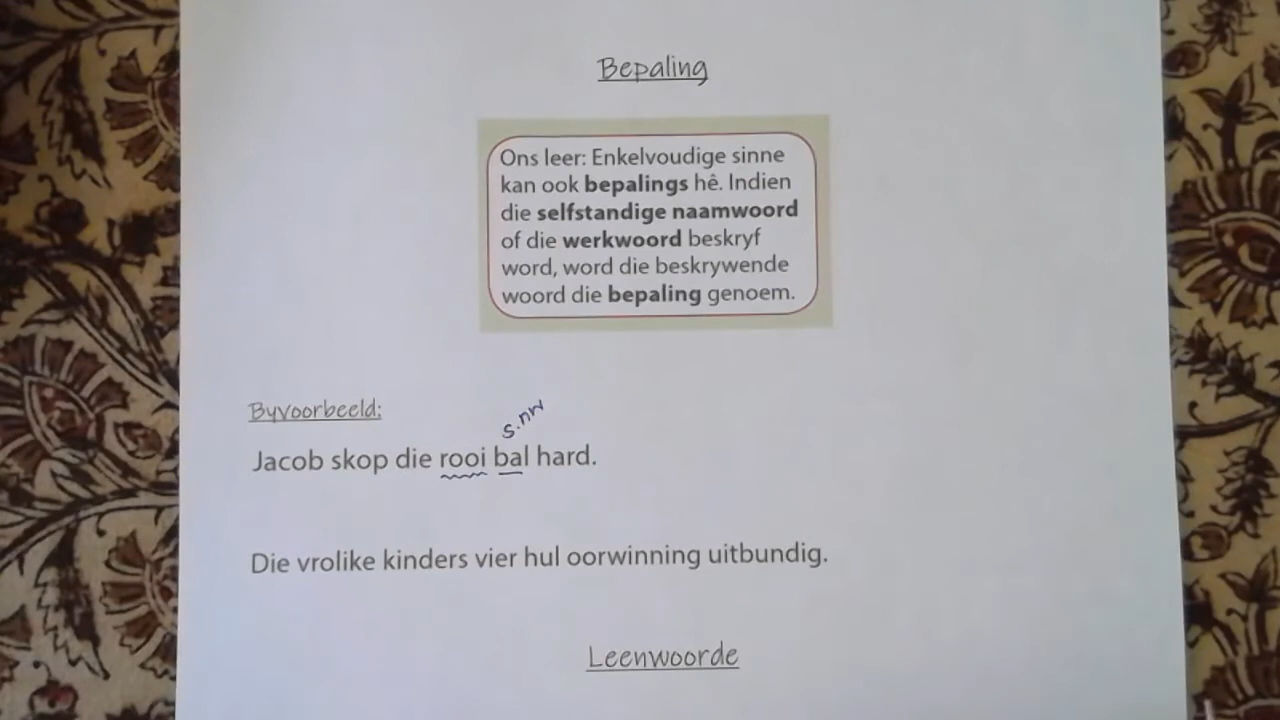 Bepaling
Ons leer: Enkelvoudige sinne
kan ook bepalings hê. Indien
die selfstandige naamwoord
of die werkwoord beskryf
word, word die beskrywende
woord die bepaling genoem.
Byvoorbeeld:
s.nw
Jacob skop die rooi bal hard.
Die vrolike kinders vier hul oorwinning uitbundig.
Leenwoorde